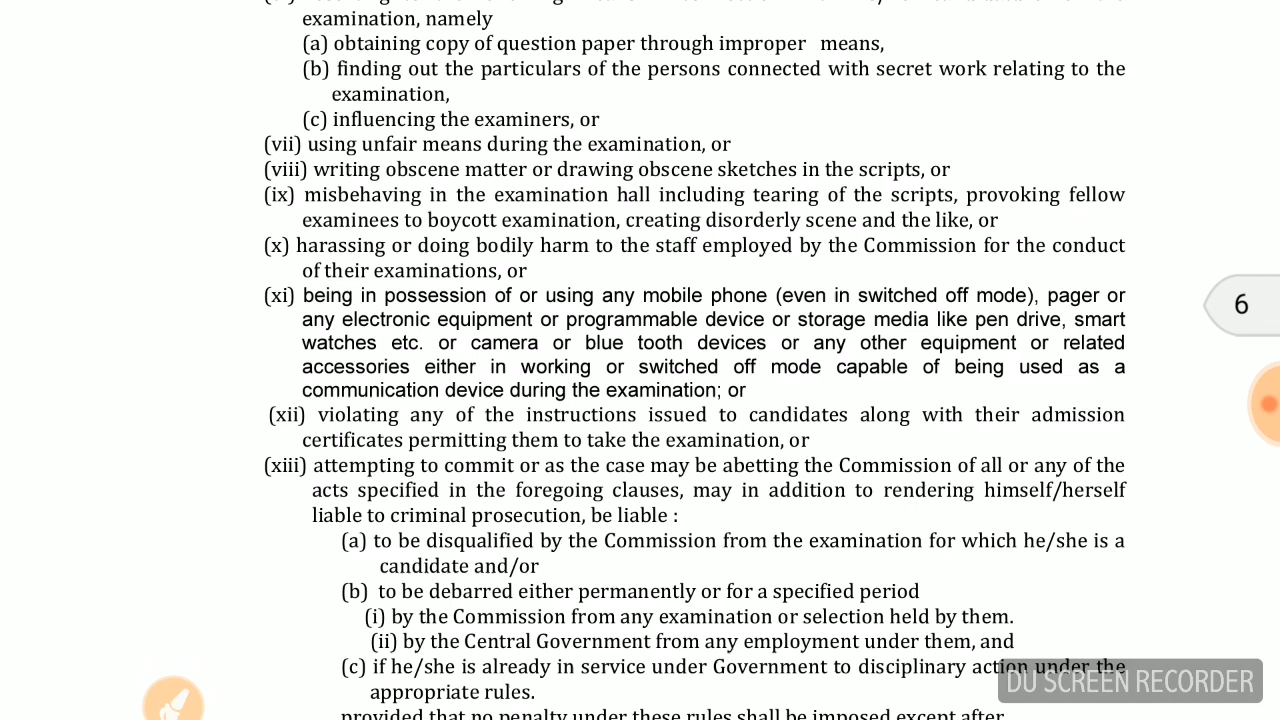 examination, namely
(a) obtaining copy of question paper through improper means,
(b) finding out the particulars of the persons connected with secret work relating to the
examination,
(c) influencing the examiners, or
(vii) using unfair means during the examination, or
(viii) writing obscene matter or drawing obscene sketches in the scripts, or
(ix) misbehaving in the examination hall including tearing of the scripts, provoking fellow
examinees to boycott examination, creating disorderly scene and the like, or
(x) harassing or doing bodily harm to the staff employed by the Commission for the conduct
of their examinations, or
(xi) being in possession of or using any mobile phone (even in switched off mode), pager or
any electronic equipment or programmable device or storage media like pen drive, smart
watches etc. or camera or blue tooth devices or any other equipment or related
accessories either in working or switched off mode capable of being used as a
communication device during the examination; or
(xii) violating any of the instructions issued to candidates along with their admission
certificates permitting them to take the examination, or
(xiii) attempting to commit or as the case may be abetting the Commission of all or any of the
acts specified in the foregoing clauses, may in addition to rendering himself/herself
liable to criminal prosecution, be liable :
(a) to be disqualified by the Commission from the examination for which he/she is a
candidate and/or
(b) to be debarred either permanently or for a specified period
(i) by the Commission from any examination or selection held by them.
(ii) by the Central Government from any employment under them, and
(c) if he/she is already in service under Government to disciplinary action under the
appropriate rules.
provided that no penalty under these rules shall be imposed except after
6
DU SCREEN RECORDER